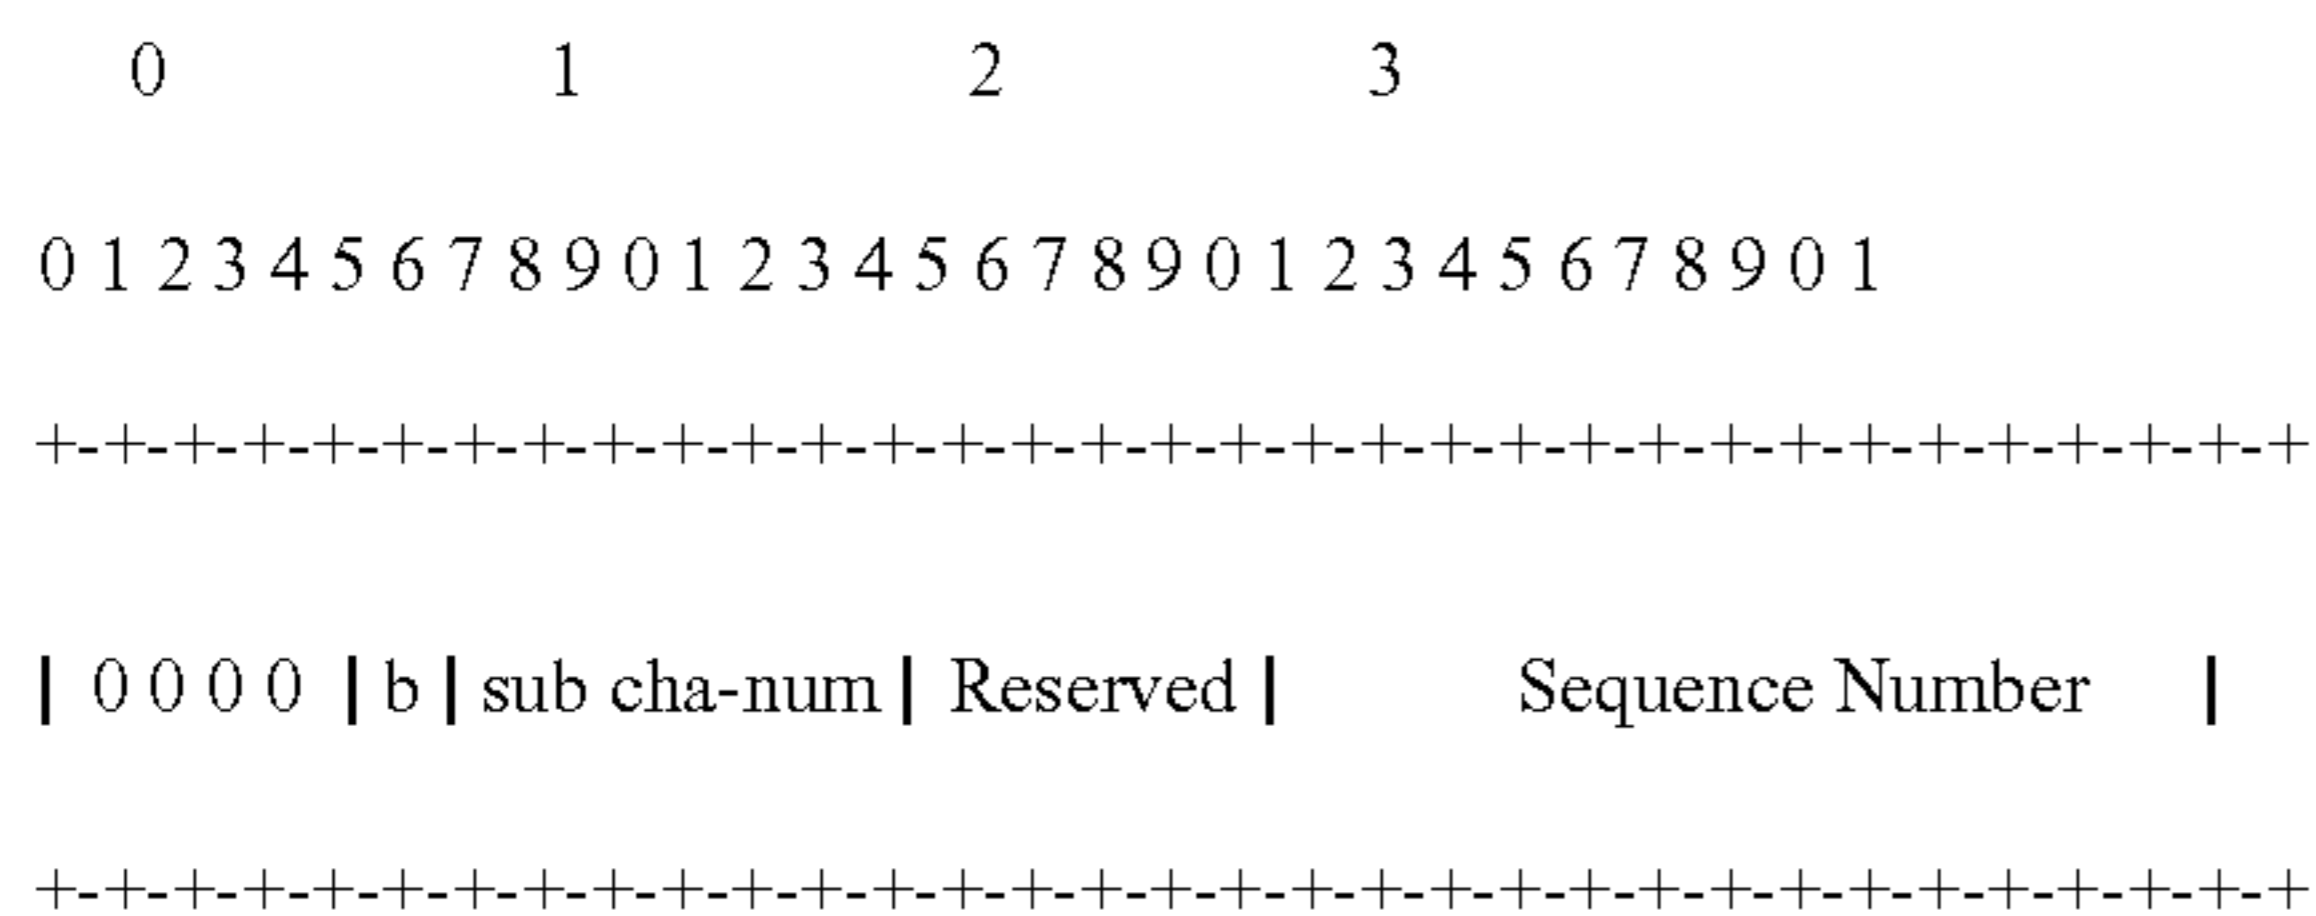 0 1 2 3
0 1 2 3 4 5 6 7 8 9 0 1 2 3 4 5 6 7 8 9 0 1 2 3 4 5 6 7 8 9 0 1
+-+-+-+-+-+-+-+-+-+-+-+-+-+-+-+-+-+-+-+-+-+-+-+-+-+-+-+-+-+-+-+-+
| 0 0 0 0 | b | sub cha-num | Reserved | Sequence Number |
+-+-+-+-+-+-+-+-+-+-+-+-+-+-+-+-+-+-+-+-+-+-+-+-+-+-+-+-+-+-+-+-+